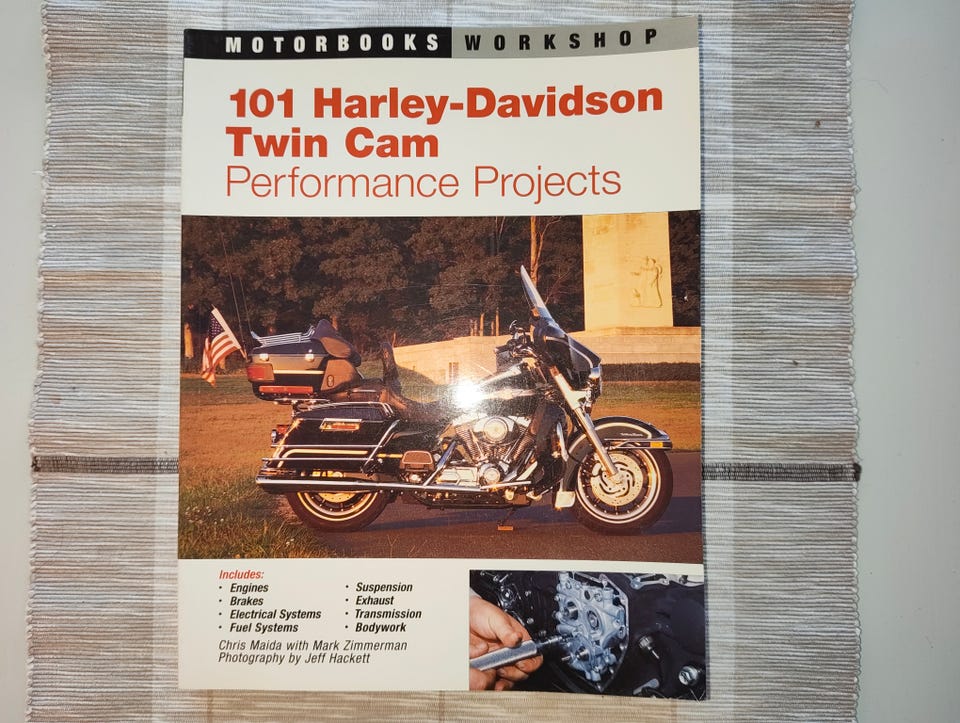 MOTORBOOKS WORKSHOP
101 Harley-Davidson
Twin Cam
Performance Projects
Includes:
• Engines
• Brakes
• Electrical Systems
• Fuel Systems
• Suspension
• Exhaust
• Transmission
• Bodywork
Chris Maida with Mark Zimmerman
Photography by Jeff Hackett